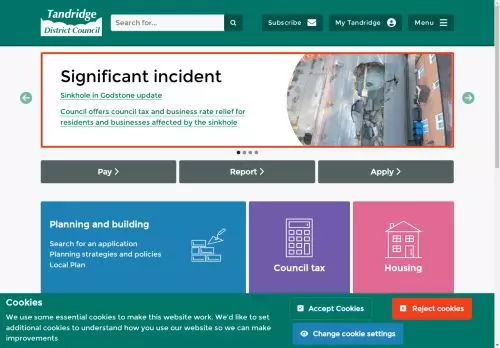 Tandridge
District Council
Search for...
Subscribe
My Tandridge
Menu
Significant incident
Sinkhole in Godstone update
Council offers council tax and business rate relief for
residents and businesses affected by the sinkhole
Pay
Report
Apply
Planning and building
Search for an application
Planning strategies and policies
Local Plan
Council tax
Housing
Cookies
We use some essential cookies to make this website work. We'd like to set
additional cookies to understand how you use our website so we can make
improvements
Accept Cookies
Reject cookies
Change cookie settings